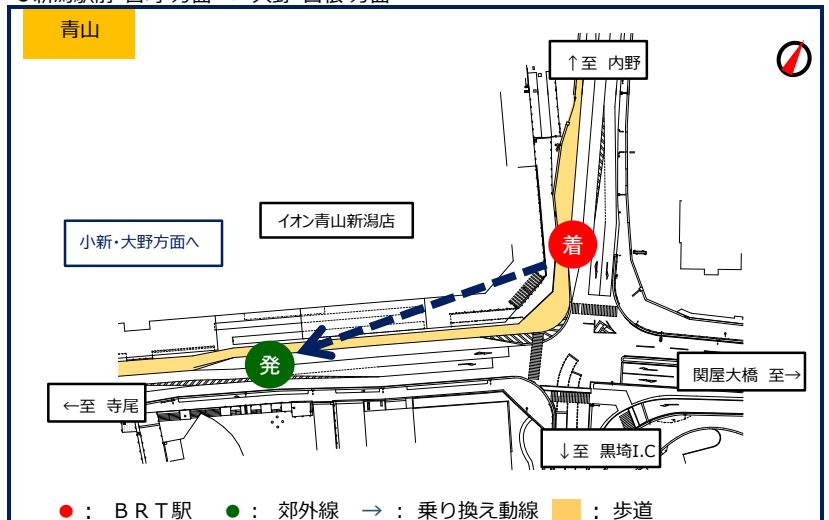 青山
↑至 内野
イオン青山新潟店
小新・大野方面へ
着
発
関屋大橋 至→
←至 寺尾
↓至 黒埼I.C
●： ＢＲＴ駅 ●： 郊外線 →： 乗り換え動線 ：歩道